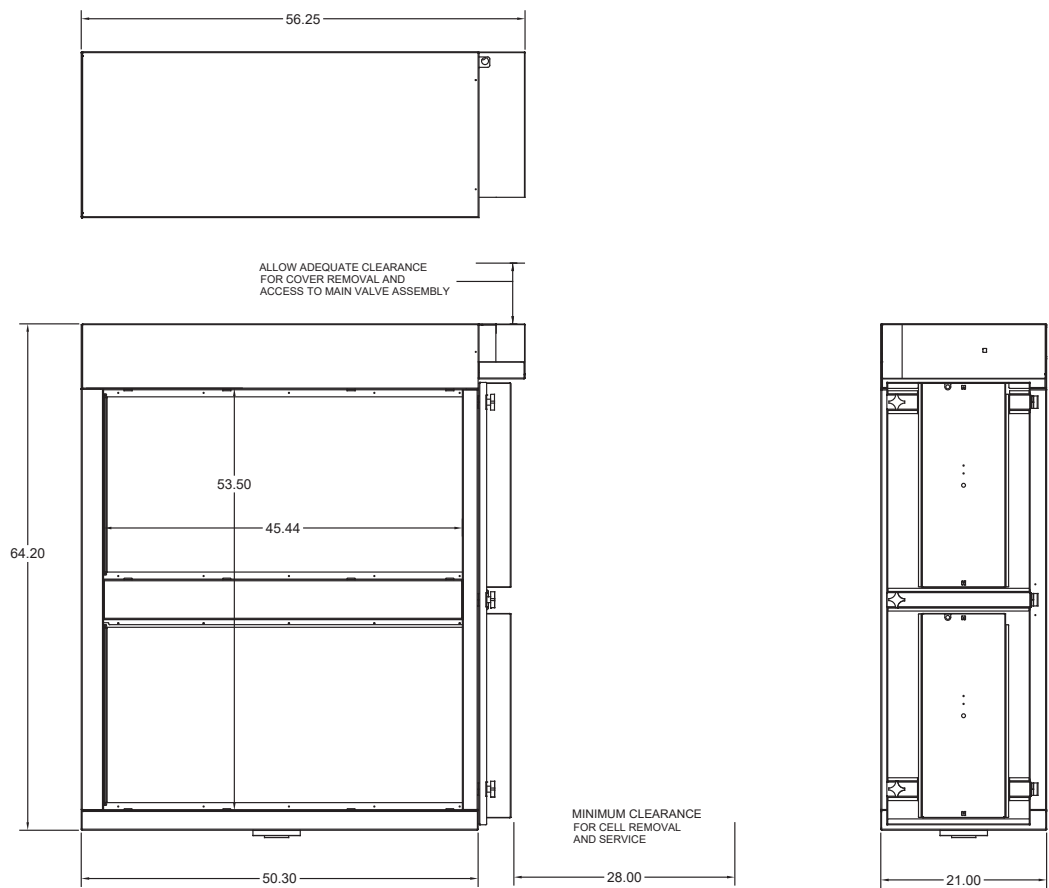 56.25
ALLOW ADEQUATE CLEARANCE
FOR COVER REMOVAL AND
ACCESS TO MAIN VALVE ASSEMBLY
53.50
45.44
64.20
MINIMUM CLEARANCE
FOR CELL REMOVAL
AND SERVICE
50.30
28.00
21.00